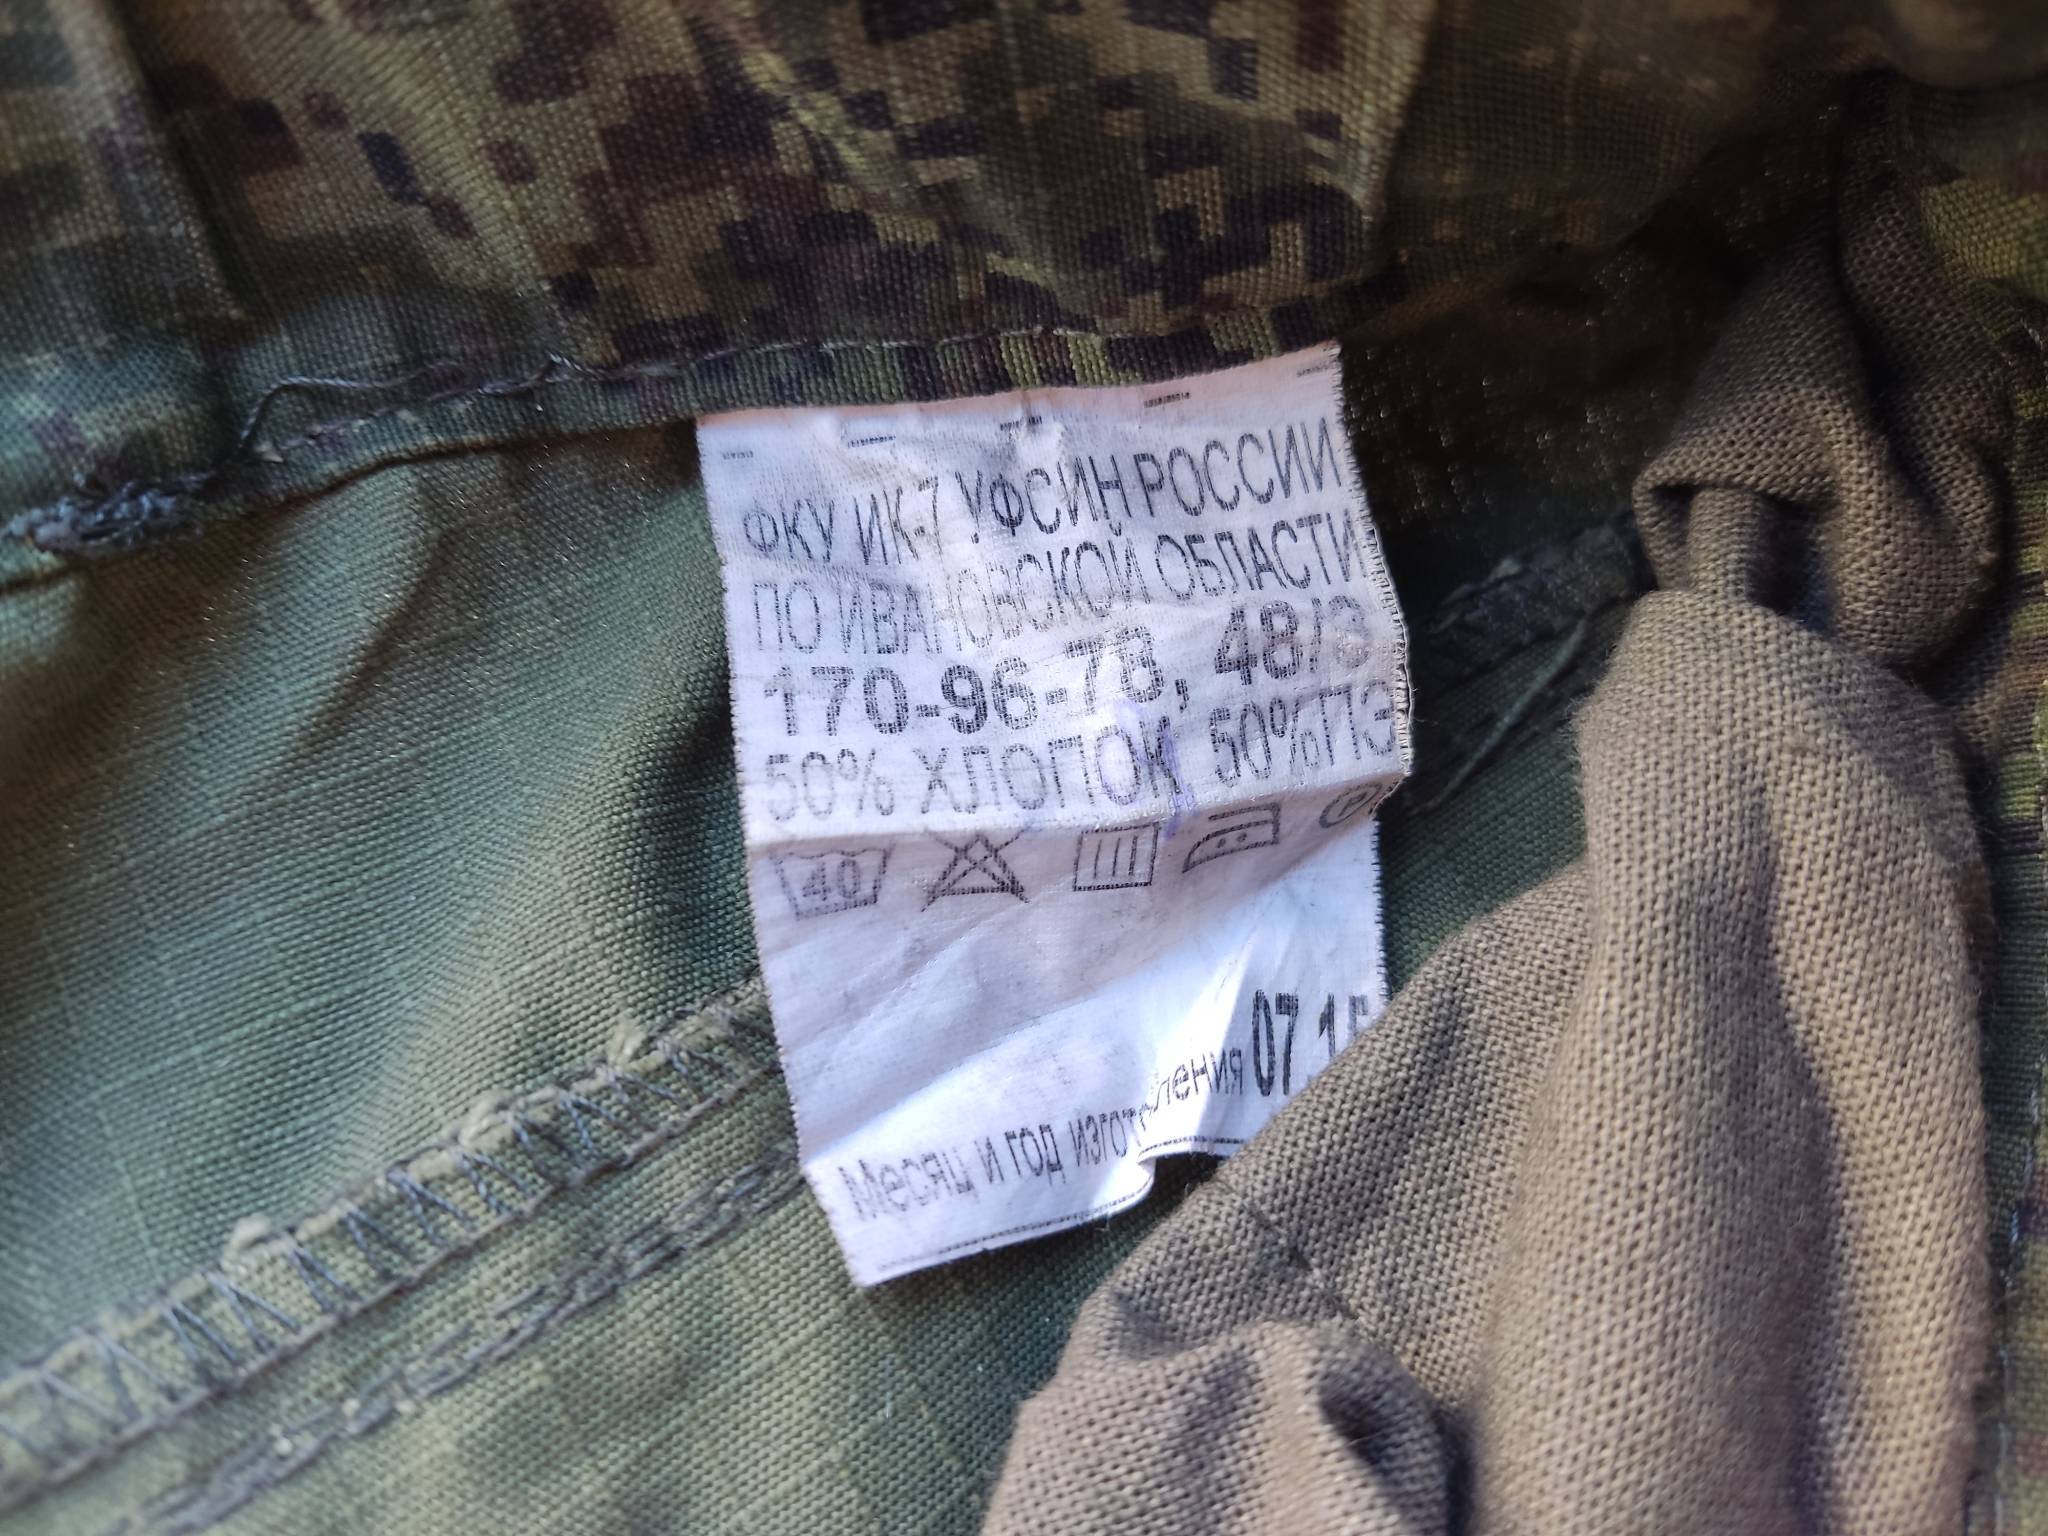 ФКУ ИК-7 УФСИН РОССИИ
ПО ИВАНОВСКОЙ ОБЛАСТИ
170-96-78, 48/3
50% ХЛОПОК, 50%ПЭ
40
P
Месяц и год изготовления 07